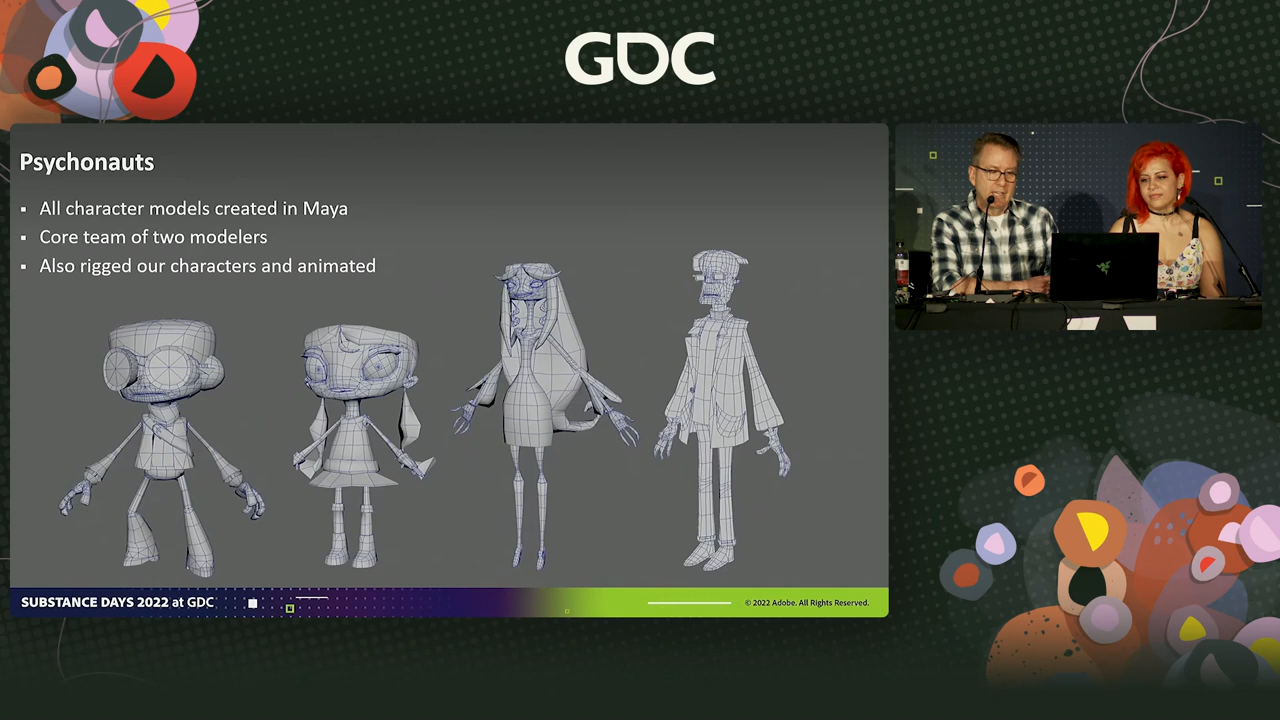 GDC
Psychonauts
▪ All character models created in Maya
▪ Core team of two modelers
▪ Also rigged our characters and animated
SUBSTANCE DAYS 2022 at GDC
© 2022 Adobe. All Rights Reserved.